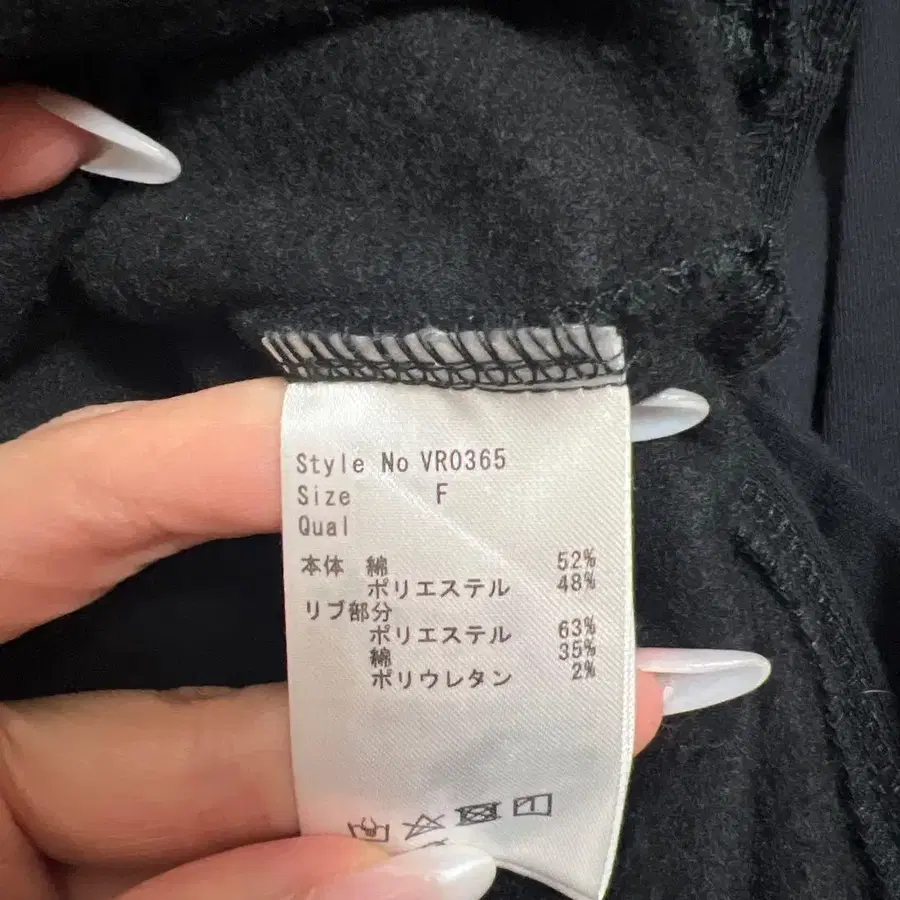 Style No VR0365
Size F
Qual
本体 綿 52%
ポリエステル 48%
リブ部分
ポリエステル 63%
綿 35%
ポリウレタン 2%